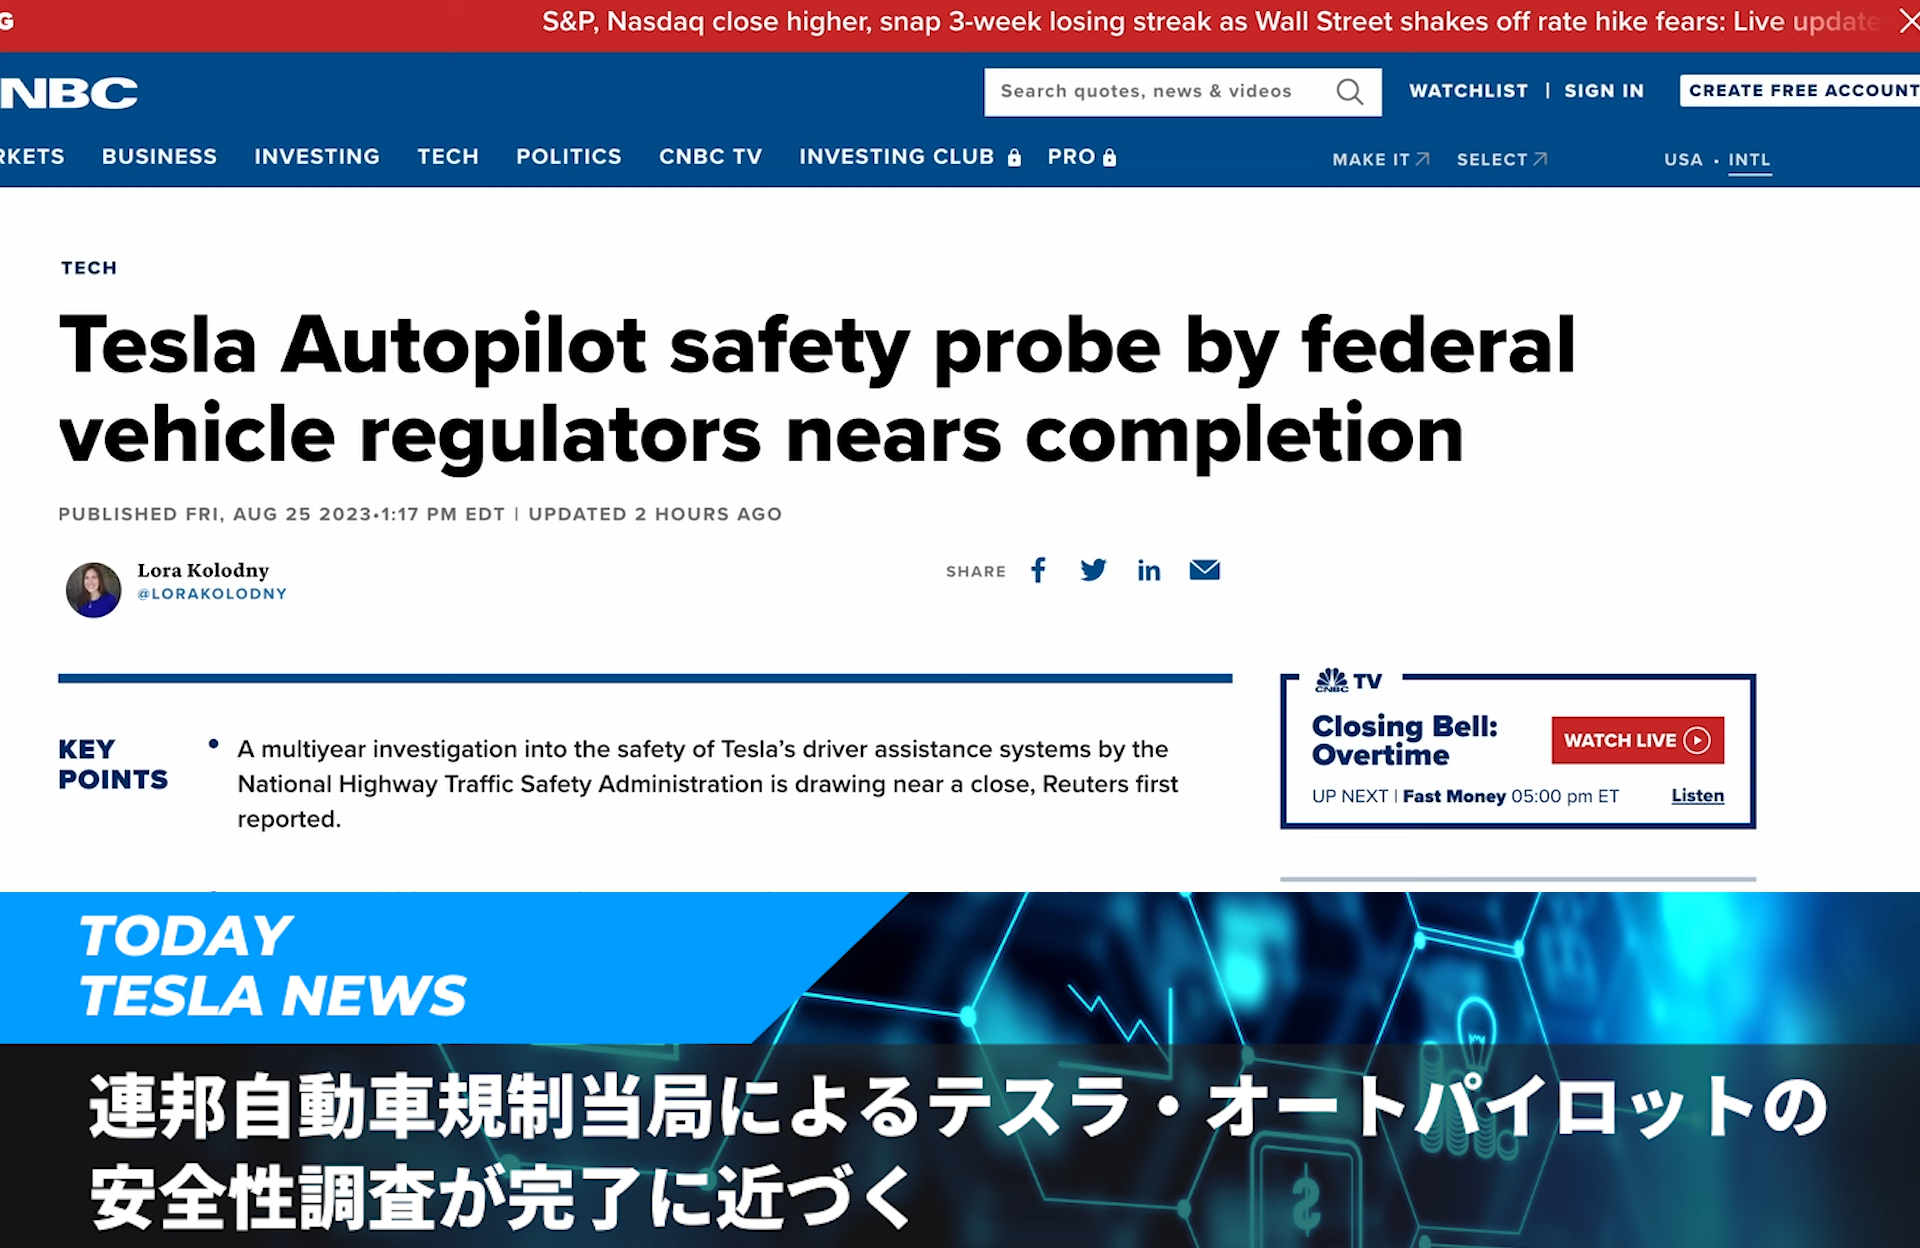 G
S&P, Nasdaq close higher, snap 3-week losing streak as Wall Street shakes off rate hike fears: Live update
NBC
Search quotes, news & videos
WATCHLIST | SIGN IN
CREATE FREE ACCOUNT
RKETS BUSINESS INVESTING TECH POLITICS CNBC TV INVESTING CLUB PRO
MAKE IT SELECT USA • INTL
TECH
Tesla Autopilot safety probe by federal
vehicle regulators nears completion
PUBLISHED FRI, AUG 25 2023•1:17 PM EDT | UPDATED 2 HOURS AGO
Lora Kolodny
@LORAKOLODNY
SHARE
KEY
POINTS
• A multiyear investigation into the safety of Tesla’s driver assistance systems by the
National Highway Traffic Safety Administration is drawing near a close, Reuters first
reported.
CNBC TV
Closing Bell:
Overtime
WATCH LIVE
UP NEXT | Fast Money 05:00 pm ET
Listen
TODAY
TESLA NEWS
連邦自動車規制当局によるテスラ・オートパイロットの
安全性調査が完了に近づく